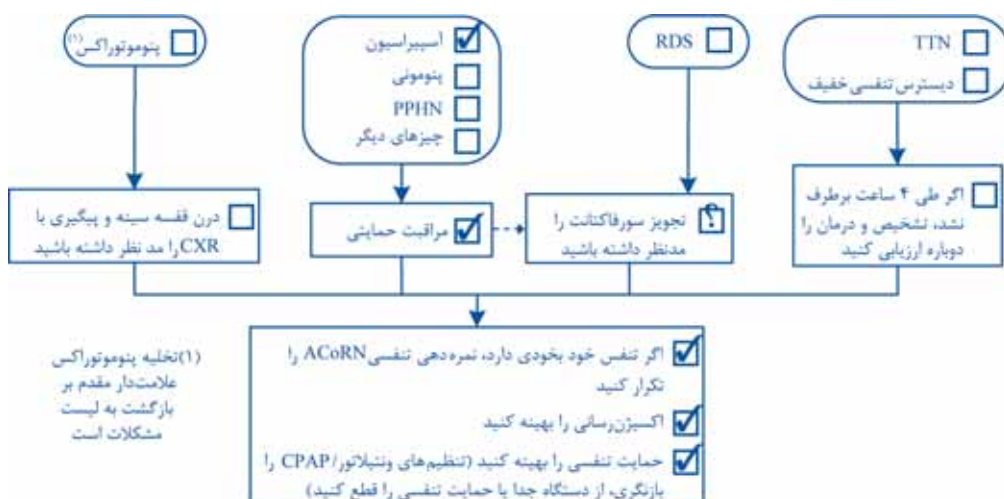 TTN
دیسترس تنفسی خفیف
RDS
آسپیراسیون
پنومونی
PPHN
چیزهای دیگر
پنوموتوراکس(۱)
اگر طی ۴ ساعت برطرف
نشد، تشخیص و درمان را
دوباره ارزیابی کنید
؟
تجویز سورفاکتانت را
مدنظر داشته باشید
مراقبت حمایتی
درن قفسه سینه و پیگیری با
CXR را مد نظر داشته باشید
اگر تنفس خود بخودی دارد، نمره‌دهی تنفسی ACoRN را
تکرار کنید
اکسیژن‌رسانی را بهینه کنید
حمایت تنفسی را بهینه کنید (تنظیم‌های ونتیلاتور/CPAP را
بازنگری، از دستگاه جدا یا حمایت تنفسی را قطع کنید)
(۱)تخلیه پنوموتوراکس
علامت‌دار مقدم بر
بازگشت به لیست
مشکلات است